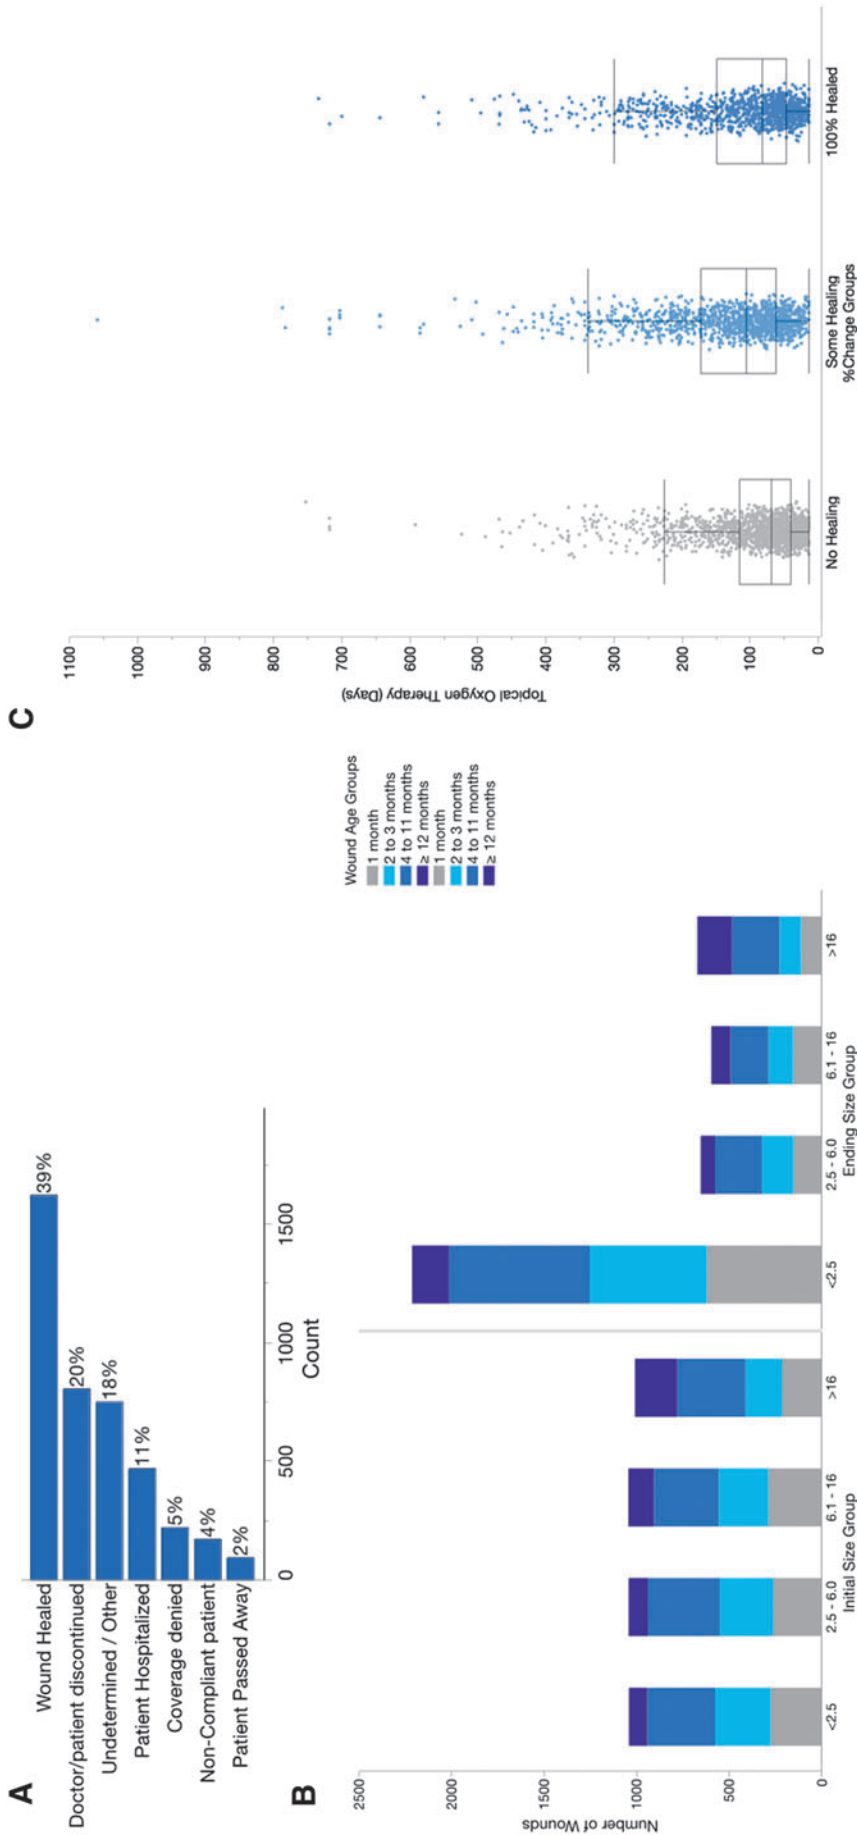 A
Wound Healed
39%
Doctor/patient discontinued
20%
Undetermined / Other
18%
Patient Hospitalized
11%
Coverage denied
5%
Non-Compliant patient
4%
Patient Passed Away
2%
0 500 1000 1500
Count
B
Wound Age Groups
1 month
2 to 3 months
4 to 11 months
≥ 12 months
1 month
2 to 3 months
4 to 11 months
≥ 12 months
2500
2000
1500
1000
500
0
Number of Wounds
<2.5 2.5 - 6.0 6.1 - 16 >16 <2.5 2.5 - 6.0 6.1 - 16 >16
Initial Size Group Ending Size Group
C
1100
1000
900
800
700
600
500
400
300
200
100
0
Topical Oxygen Therapy (Days)
No Healing Some Healing 100% Healed
%Change Groups